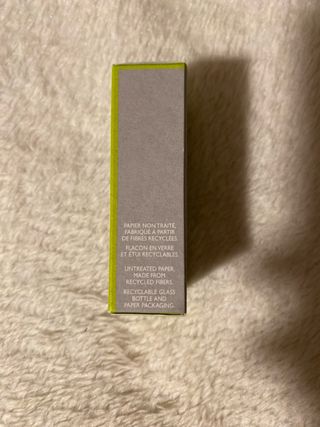 PAPIER NON TRAITÉ,
FABRIQUÉ À PARTIR
DE FIBRES RECYCLÉES.
FLACON EN VERRE
ET ÉTUI RECYCLABLES.
UNTREATED PAPER,
MADE FROM
RECYCLED FIBERS.
RECYCLABLE GLASS
BOTTLE AND
PAPER PACKAGING.